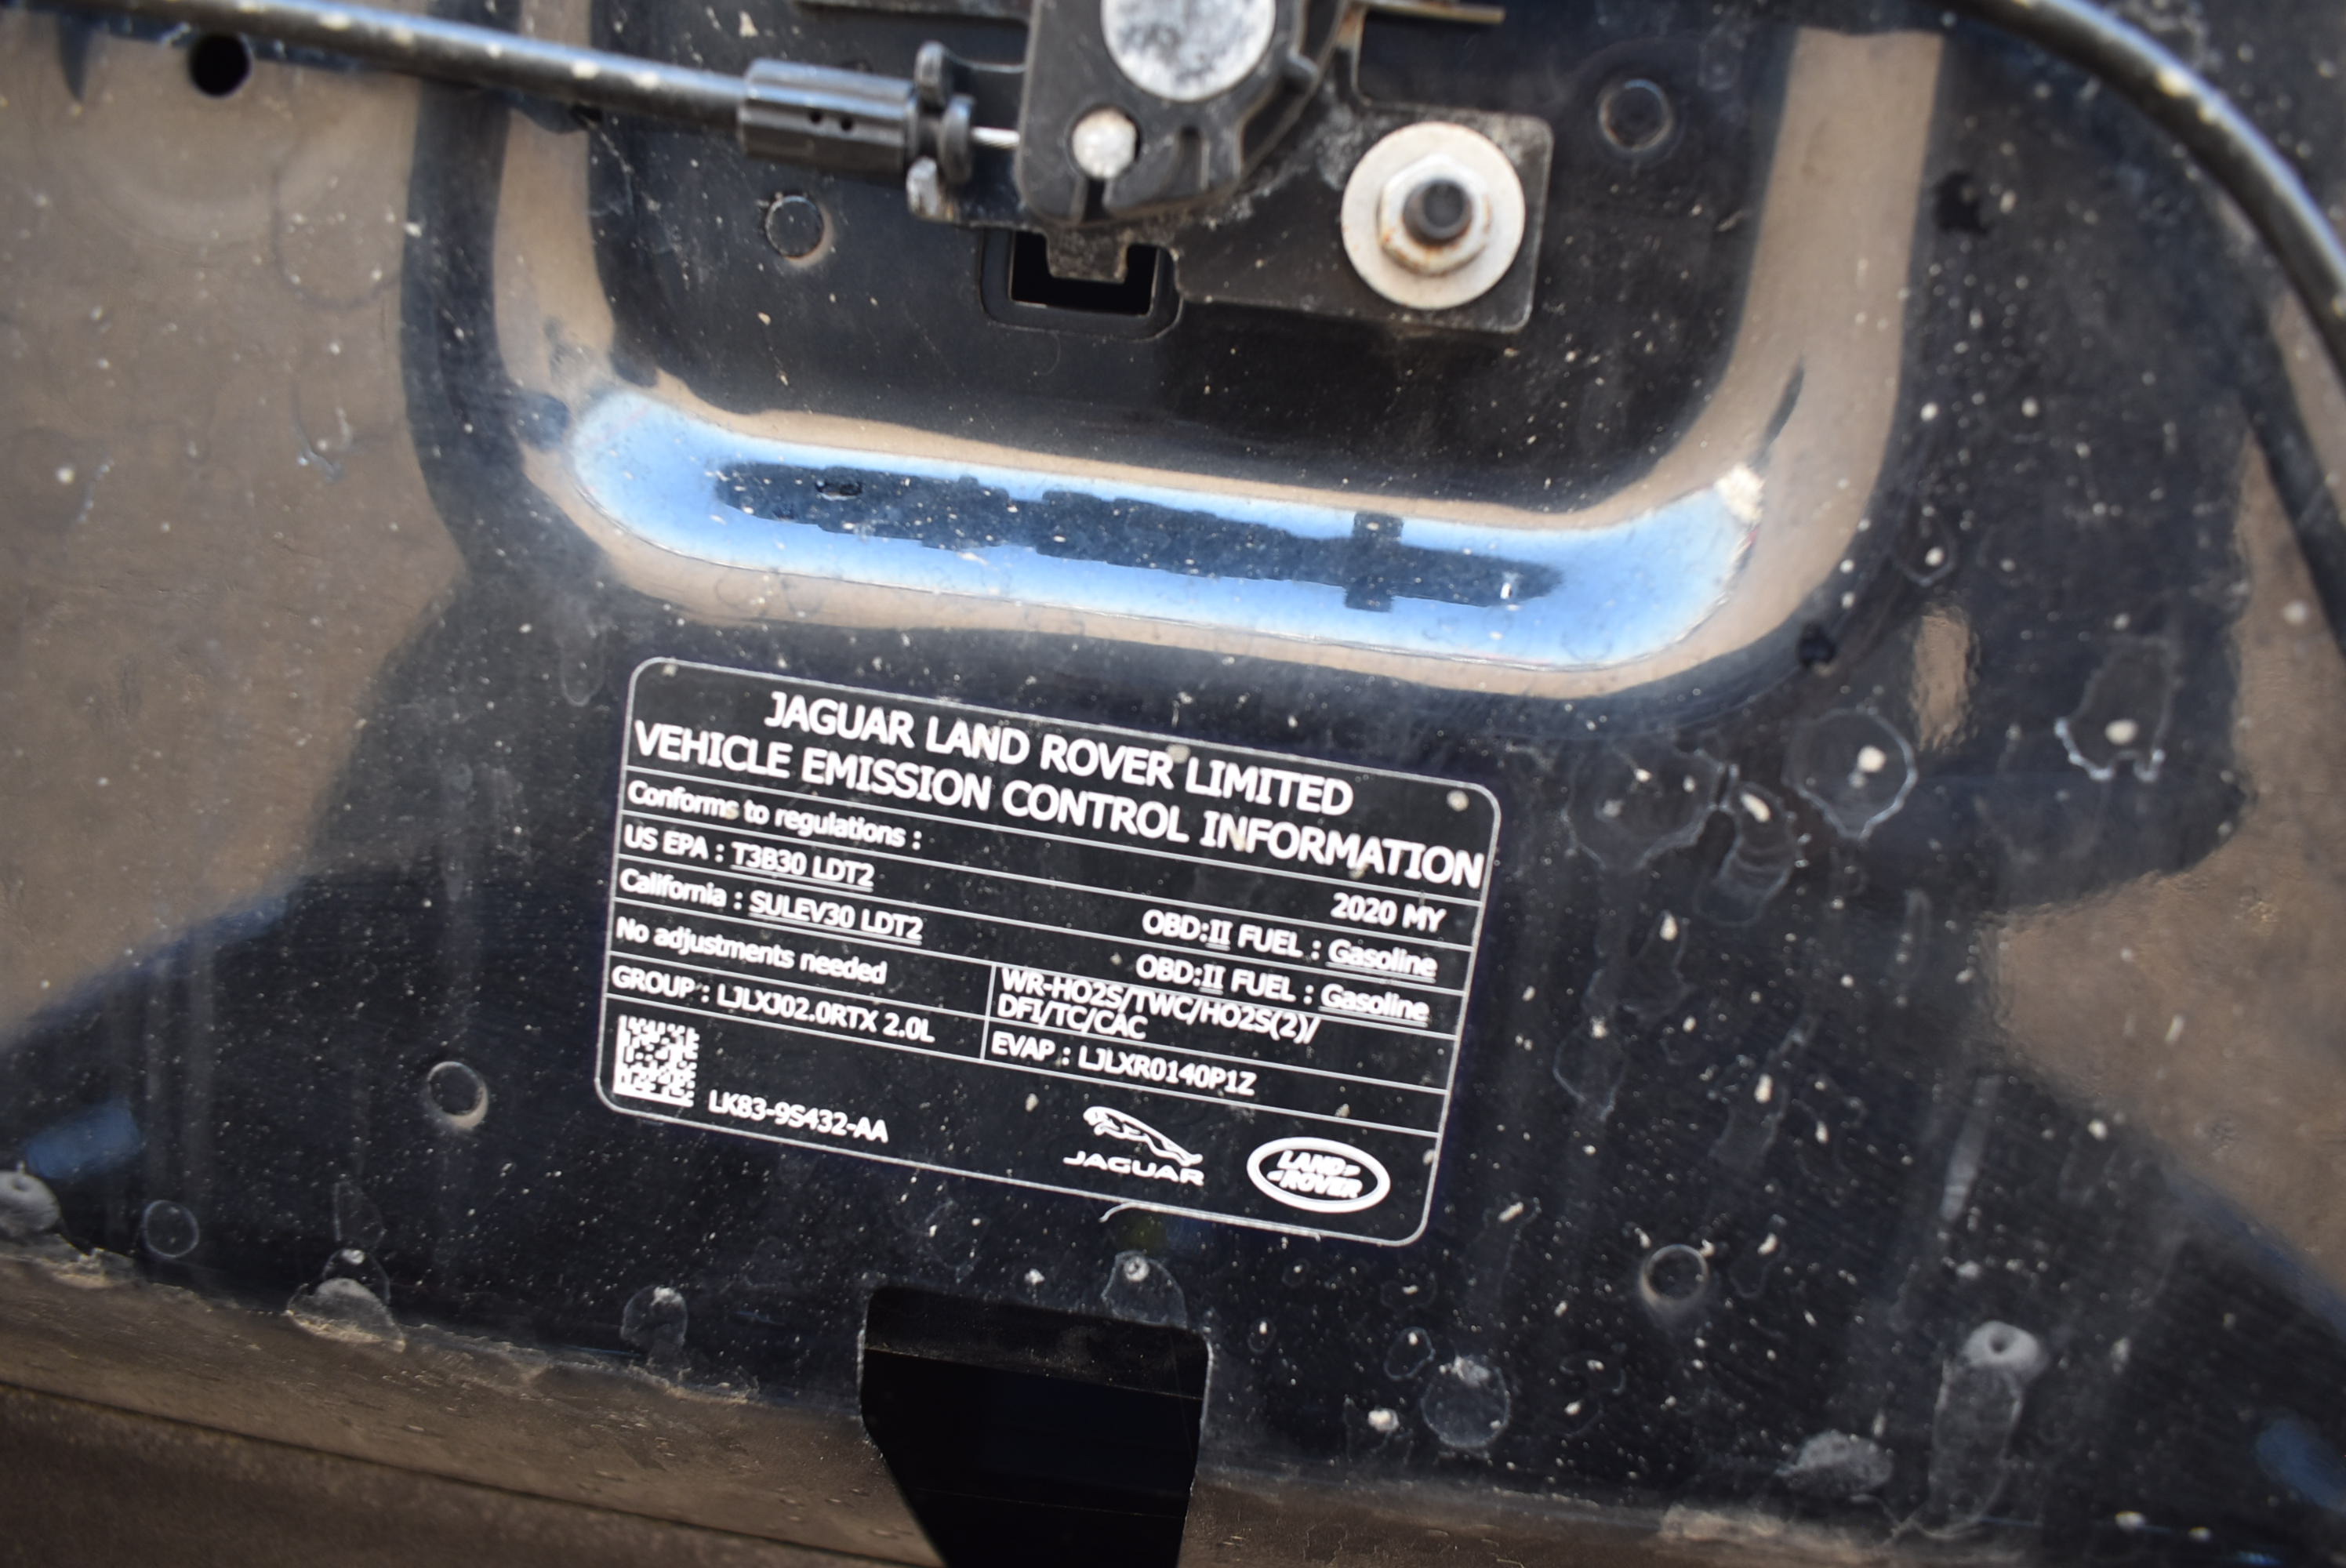 JAGUAR LAND ROVER LIMITED
VEHICLE EMISSION CONTROL INFORMATION
Conforms to regulations : 2020 MY
US EPA : T3B30 LDT2 OBD:II FUEL : Gasoline
California : SULEV30 LDT2 OBD:II FUEL : Gasoline
No adjustments needed
WR-HO2S/TWC/HO2S(2)/
DFI/TC/CAC
GROUP : LJLXJ02.0RTX 2.0L
EVAP : LJLXR0140P1Z
LK83-9S432-AA
JAGUAR
LAND
ROVER